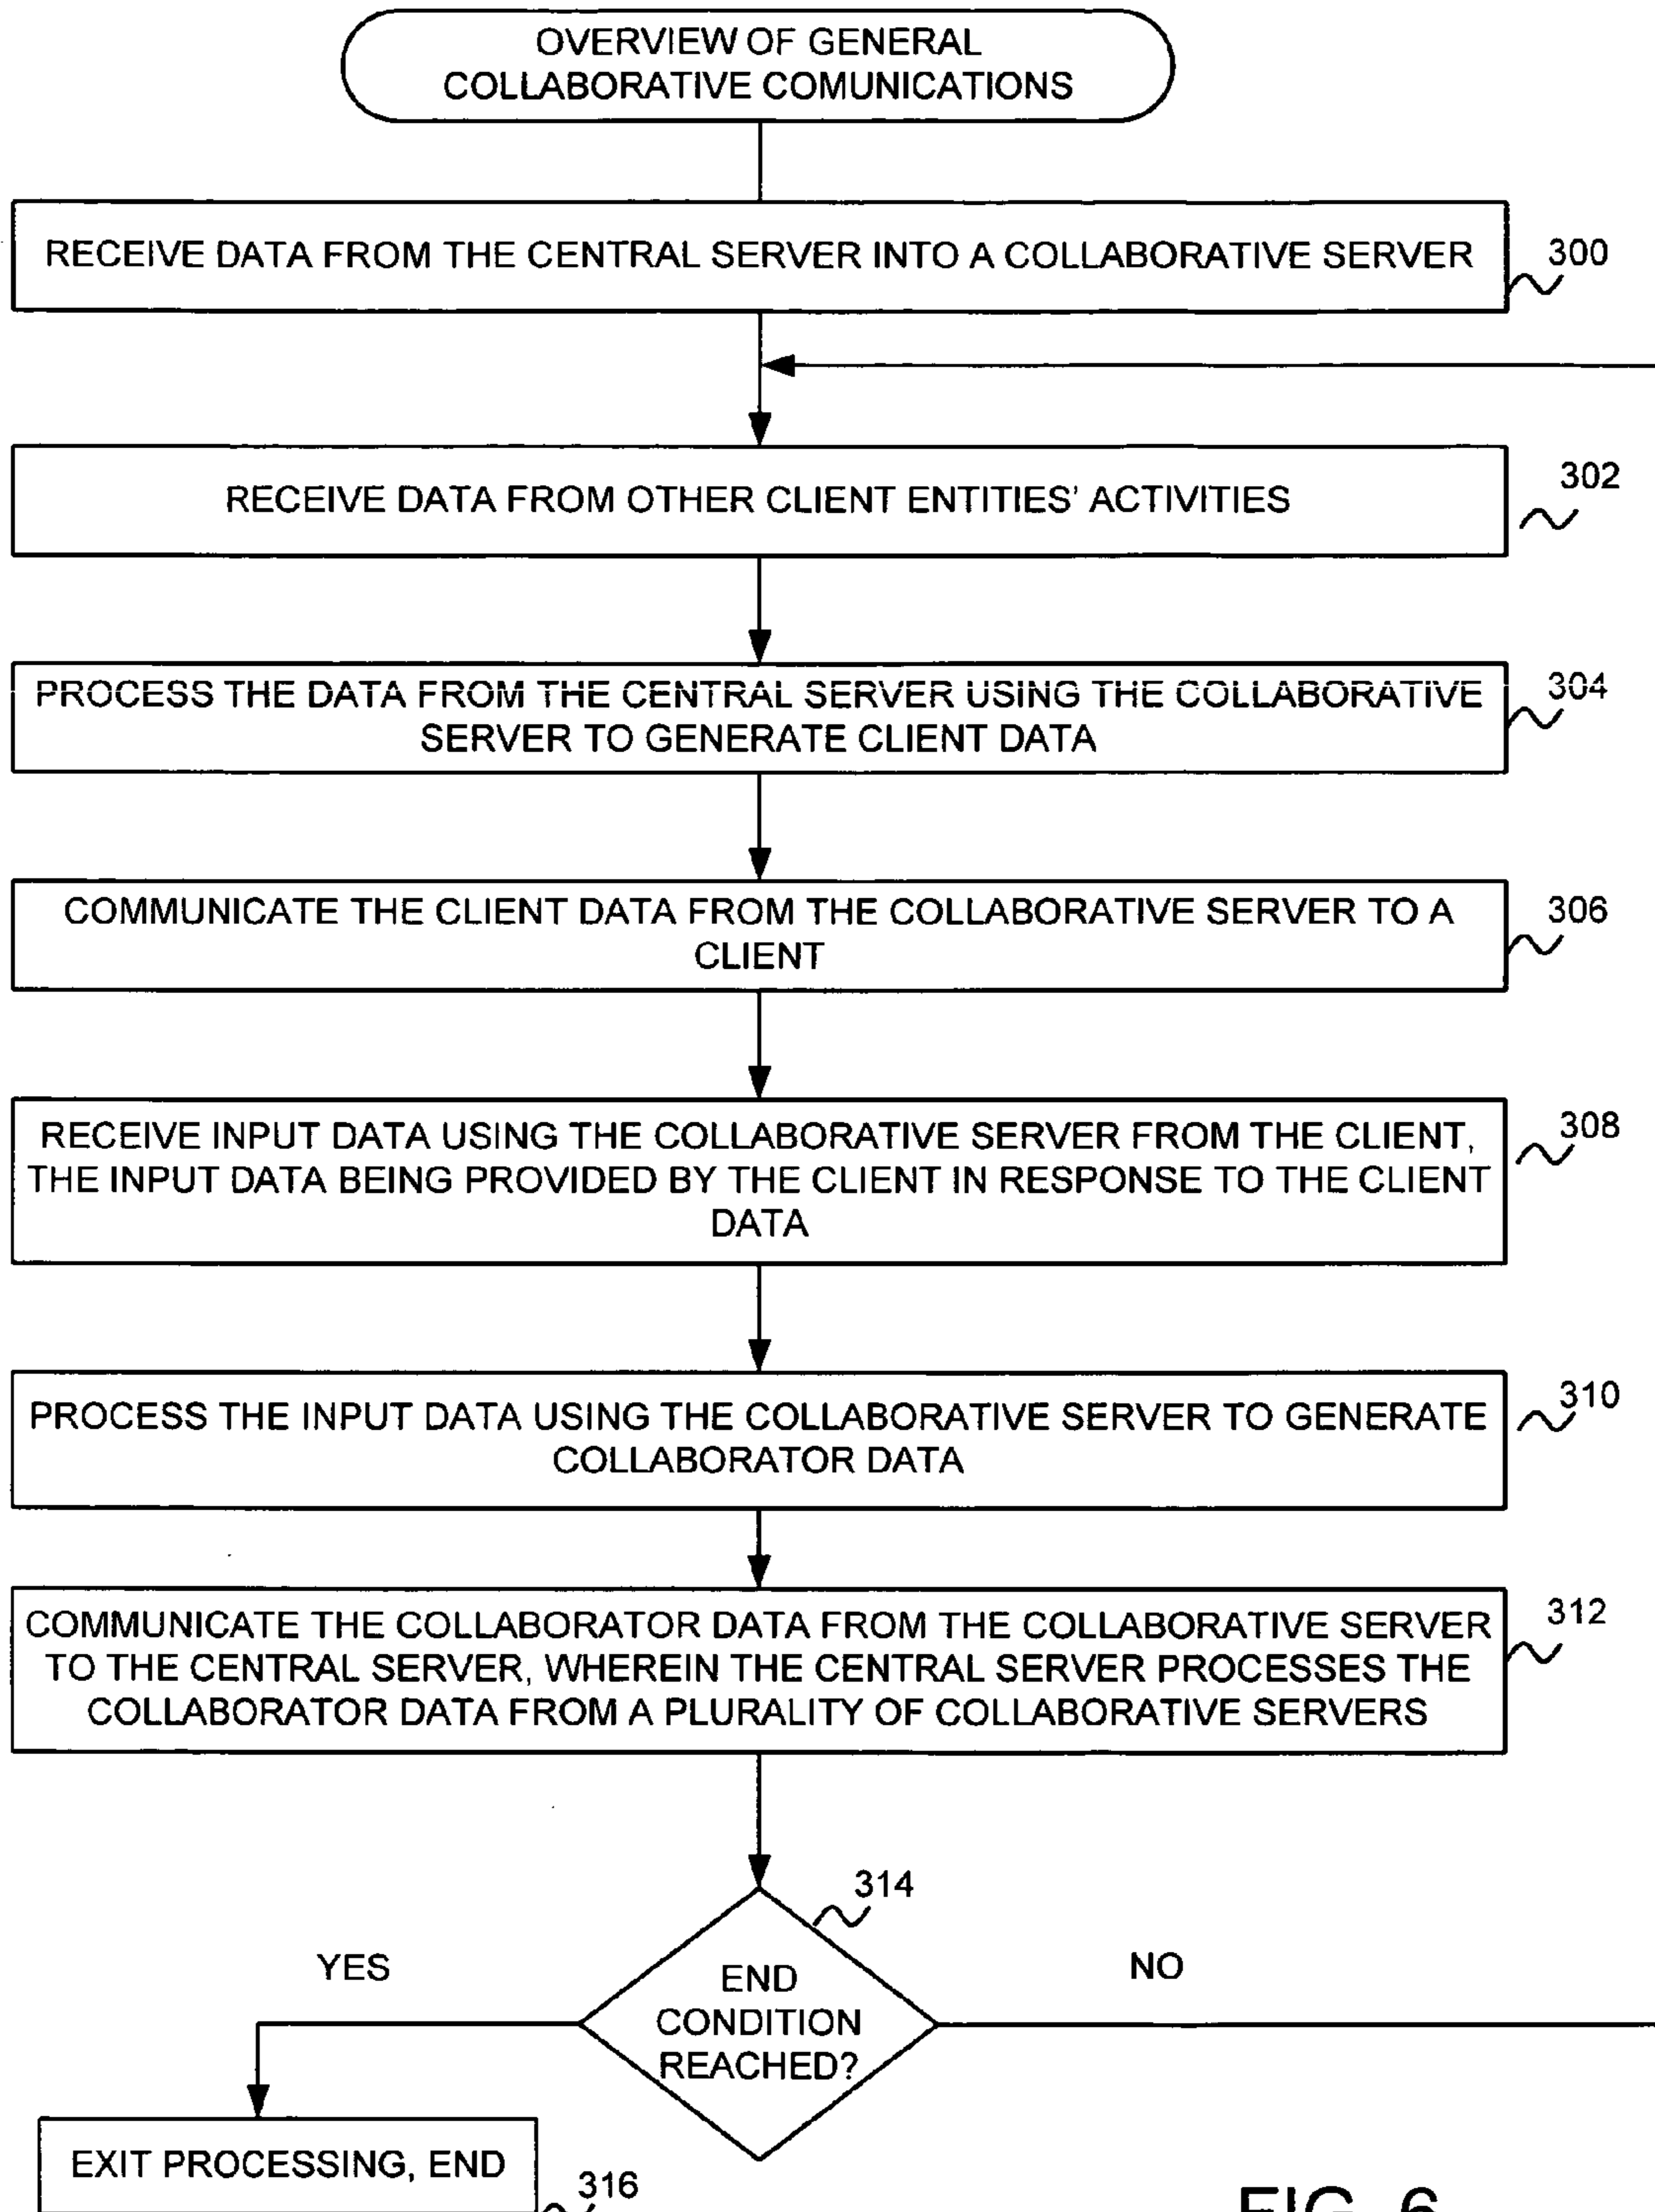 OVERVIEW OF GENERAL
COLLABORATIVE COMUNICATIONS
RECEIVE DATA FROM THE CENTRAL SERVER INTO A COLLABORATIVE SERVER
300
RECEIVE DATA FROM OTHER CLIENT ENTITIES' ACTIVITIES
302
PROCESS THE DATA FROM THE CENTRAL SERVER USING THE COLLABORATIVE
SERVER TO GENERATE CLIENT DATA
304
COMMUNICATE THE CLIENT DATA FROM THE COLLABORATIVE SERVER TO A
CLIENT
306
RECEIVE INPUT DATA USING THE COLLABORATIVE SERVER FROM THE CLIENT,
THE INPUT DATA BEING PROVIDED BY THE CLIENT IN RESPONSE TO THE CLIENT
DATA
308
PROCESS THE INPUT DATA USING THE COLLABORATIVE SERVER TO GENERATE
COLLABORATOR DATA
310
COMMUNICATE THE COLLABORATOR DATA FROM THE COLLABORATIVE SERVER
TO THE CENTRAL SERVER, WHEREIN THE CENTRAL SERVER PROCESSES THE
COLLABORATOR DATA FROM A PLURALITY OF COLLABORATIVE SERVERS
312
314
YES
NO
END
CONDITION
REACHED?
EXIT PROCESSING, END
316
FIG. 6